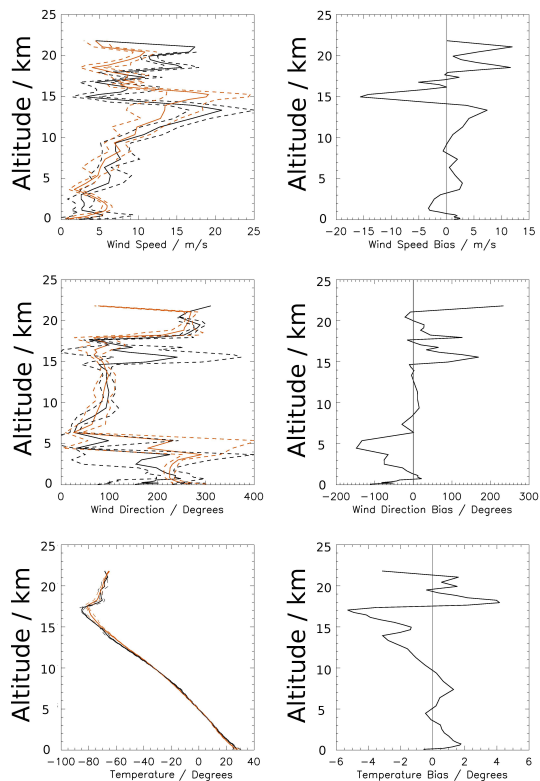 25
20
15
10
5
0
Altitude / km
0 5 10 15 20 25
Wind Speed / m/s
25
20
15
10
5
0
Altitude / km
−20 −15 −10 −5 0 5 10 15
Wind Speed Bias / m/s
25
20
15
10
5
0
Altitude / km
0 100 200 300 400
Wind Direction / Degrees
25
20
15
10
5
0
Altitude / km
−200 −100 0 100 200 300
Wind Direction Bias / Degrees
25
20
15
10
5
0
Altitude / km
−100 −80 −60 −40 −20 0 20 40
Temperature / Degrees
25
20
15
10
5
0
Altitude / km
−6 −4 −2 0 2 4 6
Temperature Bias / Degrees